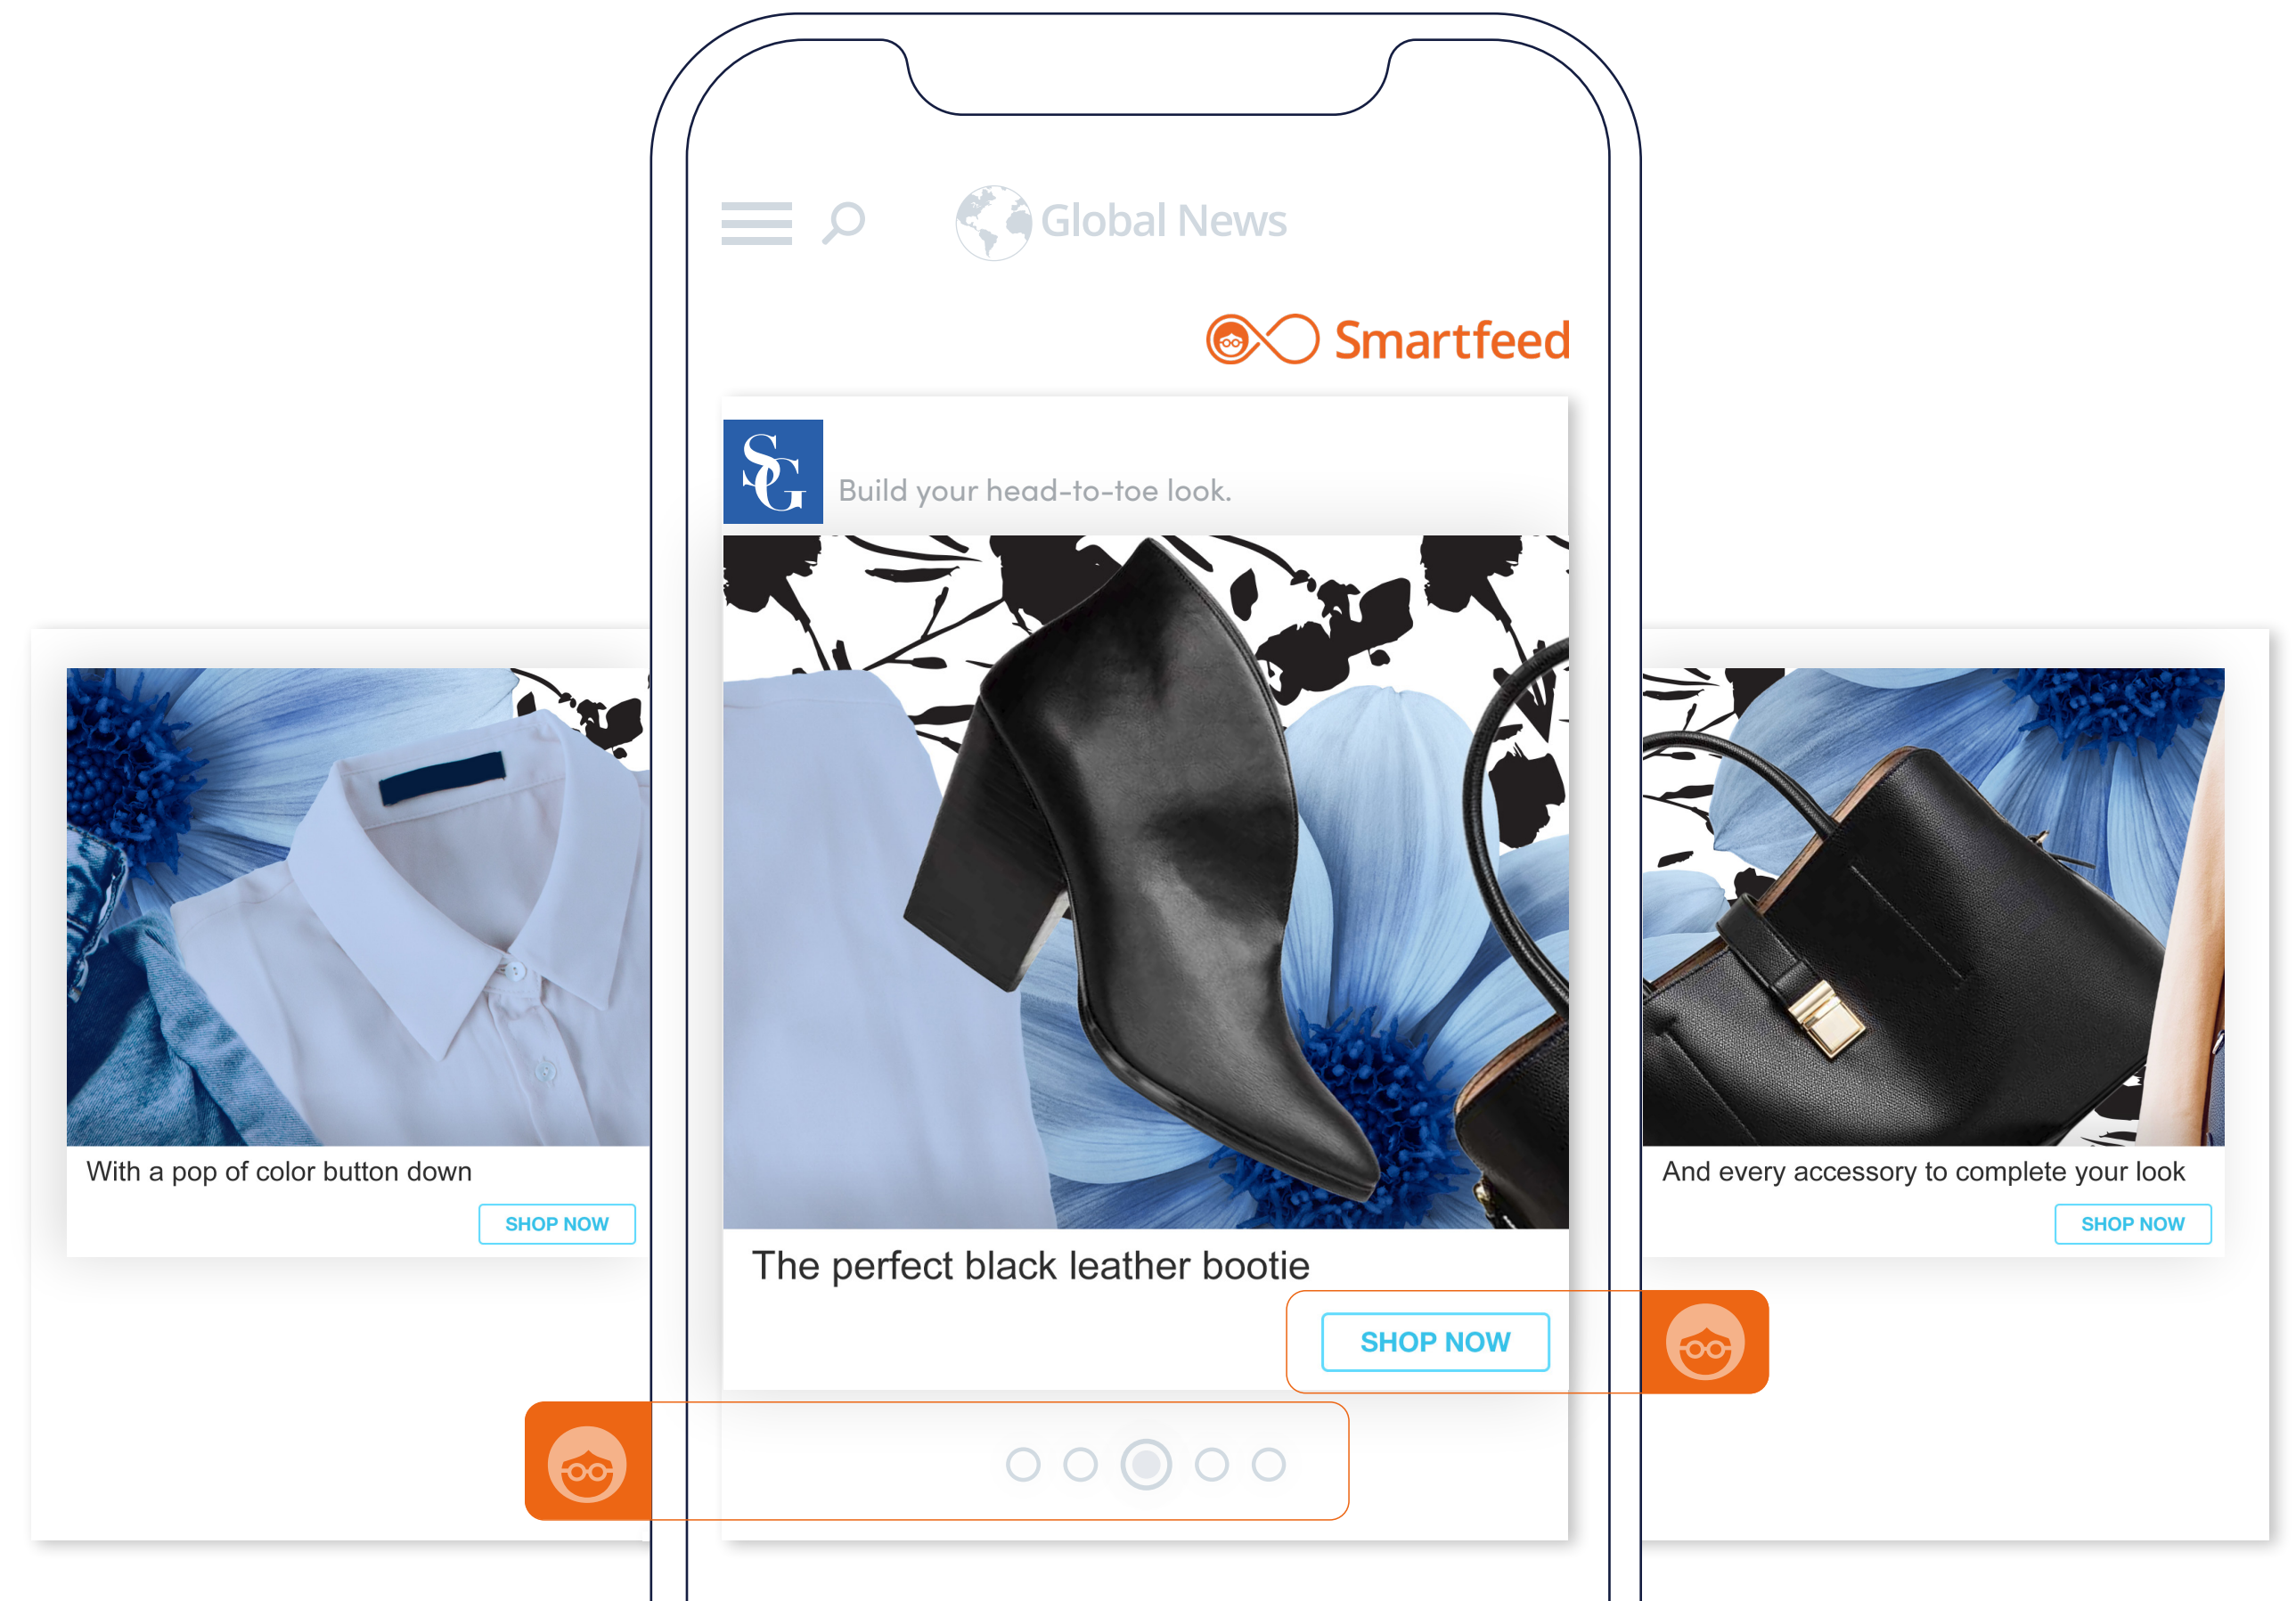 Global News
Smartfeed
SG
Build your head-to-toe look.
With a pop of color button down
SHOP NOW
The perfect black leather bootie
SHOP NOW
And every accessory to complete your look
SHOP NOW